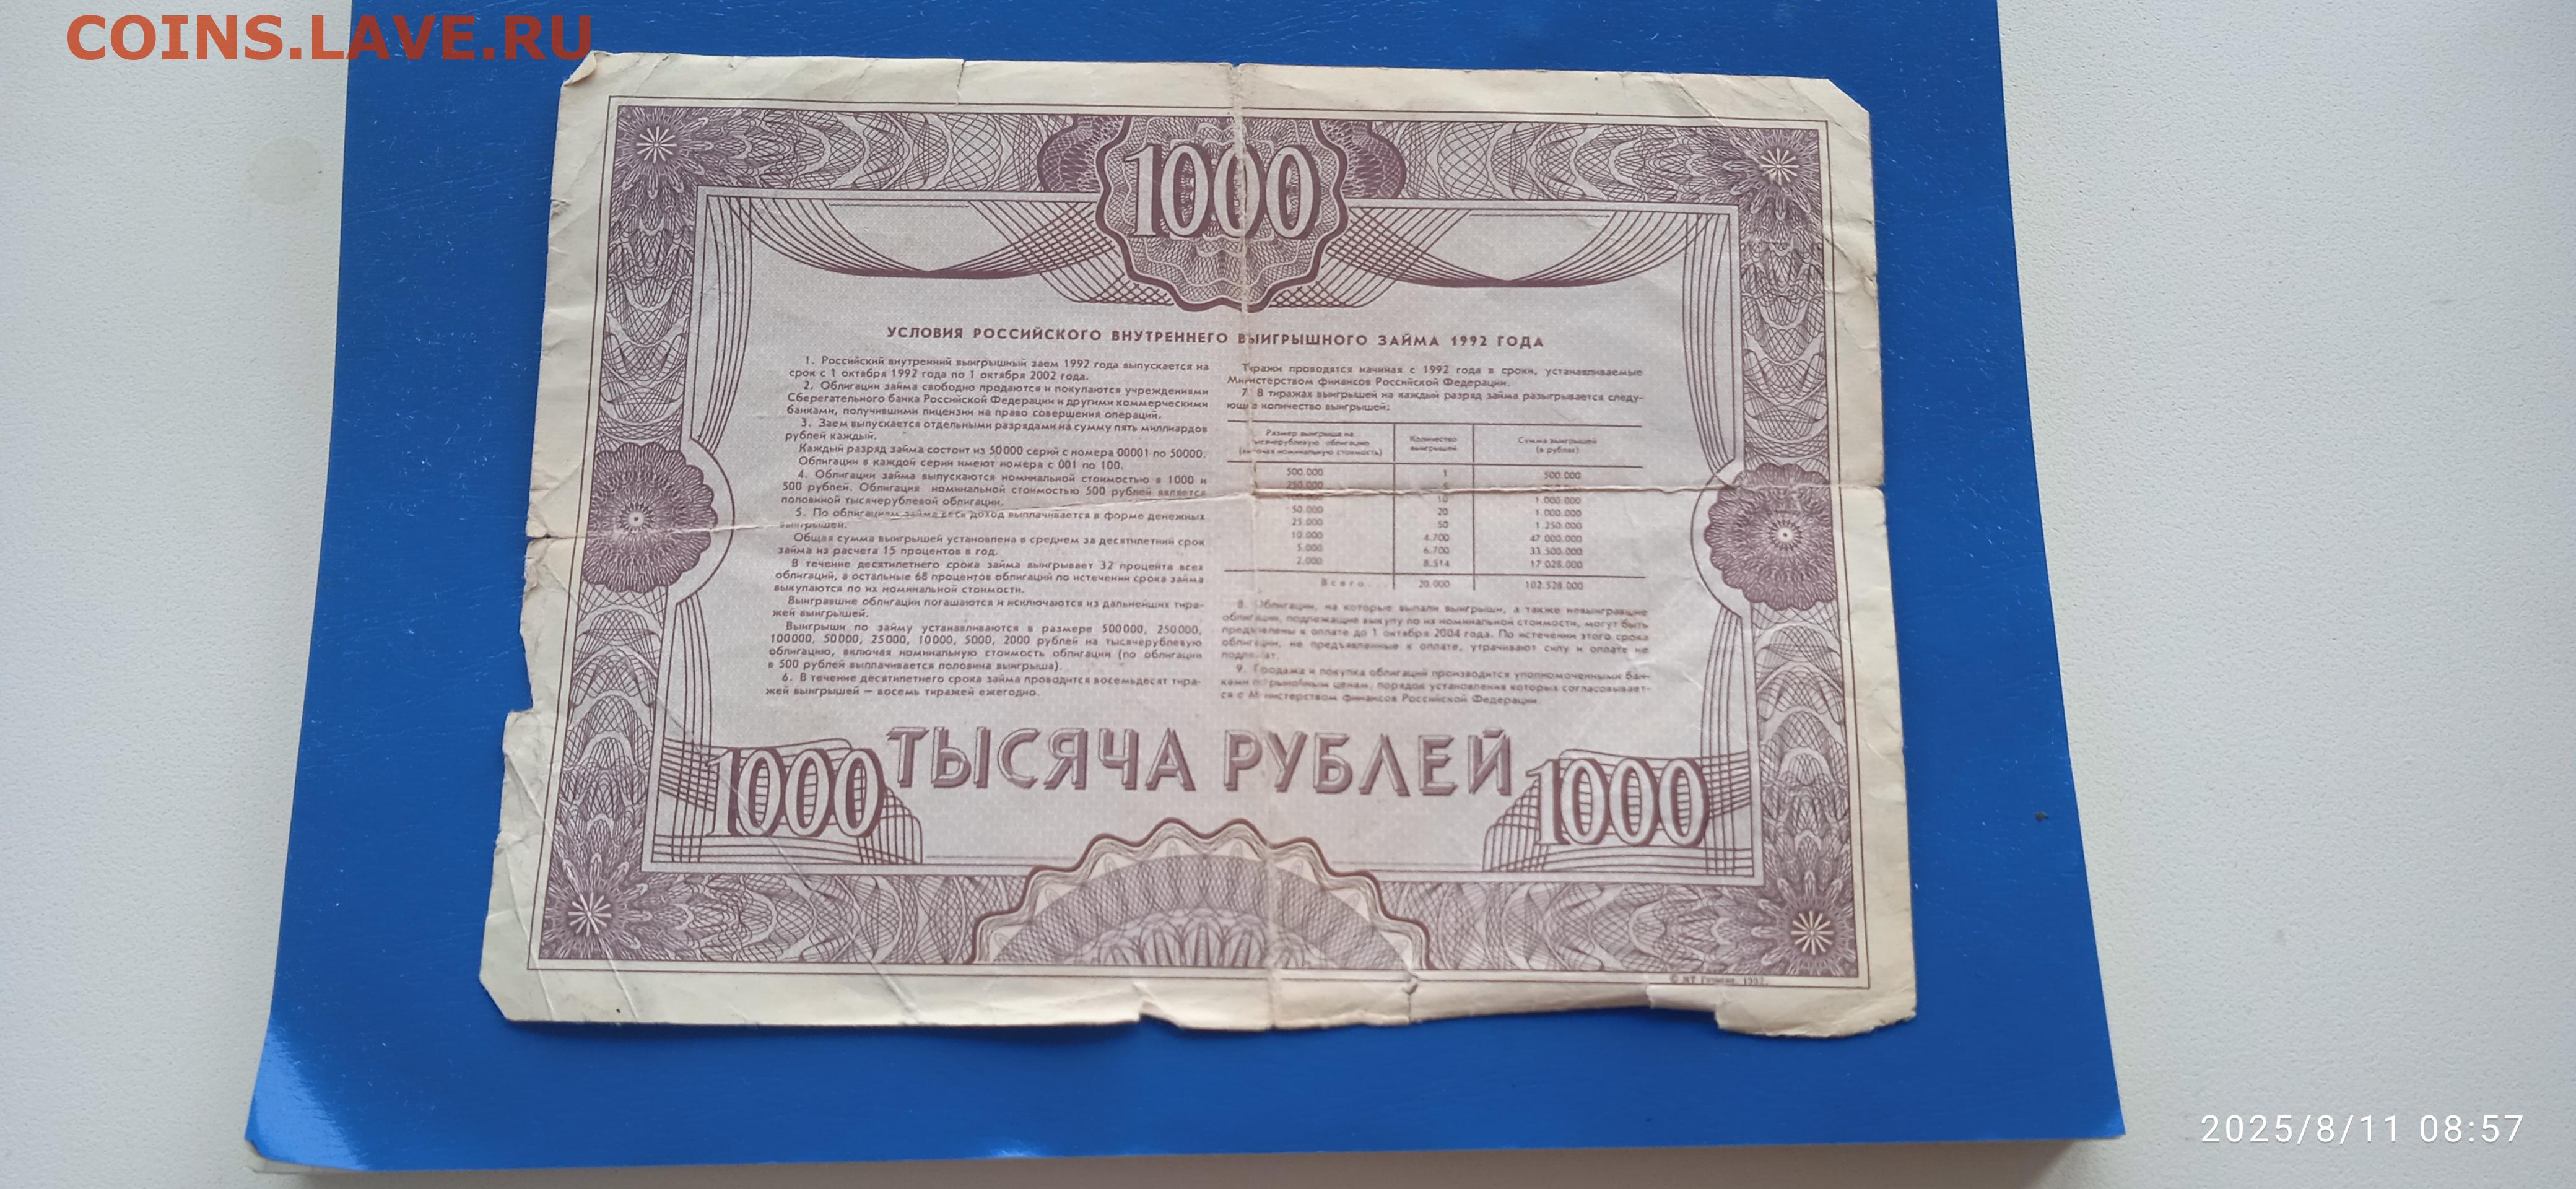 COINS.LAVE.RU
1000
УСЛОВИЯ РОССИЙСКОГО ВНУТРЕННЕГО ВЫИГРЫШНОГО ЗАЙМА 1992 ГОДА
1. Российский внутренний выигрышный заем 1992 года выпускается на
срок с 1 октября 1992 года по 1 октября 2002 года.
2. Облигации займа свободно продаются и покупаются учреждениями
Сберегательного банка Российской Федерации и другими коммерческими
банками, получившими лицензии на право совершения операций.
3. Заем выпускается отдельными разрядами на сумму пять миллиардов
рублей каждый.
Каждый разряд займа состоит из 50000 серий с номера 00001 по 50000.
Облигации в каждой серии имеют номера с 001 по 100.
4. Облигации займа выпускаются номинальной стоимостью в 1000 и
500 рублей. Облигация номинальной стоимостью 500 рублей является
половиной тысячерублевой облигации.
5. По облигациям займа весь доход выплачивается в форме денежных
выигрышей.
Общая сумма выигрышей установлена в среднем за десятилетний срок
займа из расчета 15 процентов в год.
В течение десятилетнего срока займа выигрывает 32 процента всех
облигаций, а остальные 68 процентов облигаций по истечении срока займа
выкупаются по их номинальной стоимости.
Выигравшие облигации погашаются и исключаются из дальнейших тира-
жей выигрышей.
Выигрыши по займу устанавливаются в размере 500000, 250000,
100000, 50000, 25000, 10000, 5000, 2000 рублей на тысячерублевую
облигацию, включая номинальную стоимость облигации (по облигации
в 500 рублей выплачивается половина выигрыша).
6. В течение десятилетнего срока займа проводится восемьдесят тира-
жей выигрышей — восемь тиражей ежегодно.
Тиражи проводятся начиная с 1992 года в сроки, устанавливаемые
Министерством финансов Российской Федерации.
7. В тиражах выигрышей на каждый разряд займа разыгрывается следу-
ющее количество выигрышей:
Размер выигрыша на тысячерублевую облигацию (включая номинальную стоимость) Количество выигрышей Сумма выигрышей (в рублях)
500.000 1 500.000
250.000
10 1.000.000
50.000 20 1.000.000
25.000 50 1.250.000
10.000 4.700 47.000.000
5.000 6.700 33.500.000
2.000 8.514 17.028.000
Всего... 20.000 102.528.000
8. Облигации, на которые выпали выигрыши, а также невыигравшие
облигации, подлежащие выкупу по их номинальной стоимости, могут быть
предъявлены к оплате до 1 октября 2004 года. По истечении этого срока
облигации, не предъявленные к оплате, утрачивают силу и оплате не
подлежат.
9. Продажа и покупка облигаций производится уполномоченными бан-
ками по рыночным ценам, порядок установления которых согласовывает-
ся с Министерством финансов Российской Федерации.
ТЫСЯЧА РУБЛЕЙ
1000 1000
1992.
2025/8/11 08:57